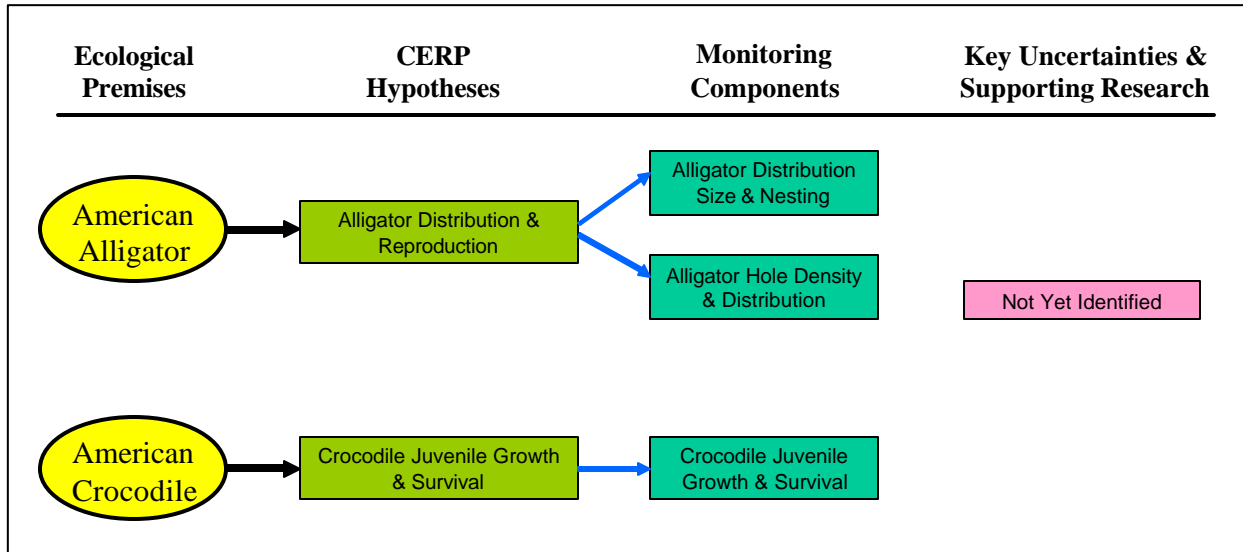 Ecological
Premises
CERP
Hypotheses
Monitoring
Components
Key Uncertainties &
Supporting Research
American
Alligator
Alligator Distribution &
Reproduction
Alligator Distribution
Size & Nesting
Alligator Hole Density
& Distribution
Not Yet Identified
American
Crocodile
Crocodile Juvenile Growth
& Survival
Crocodile Juvenile
Growth & Survival